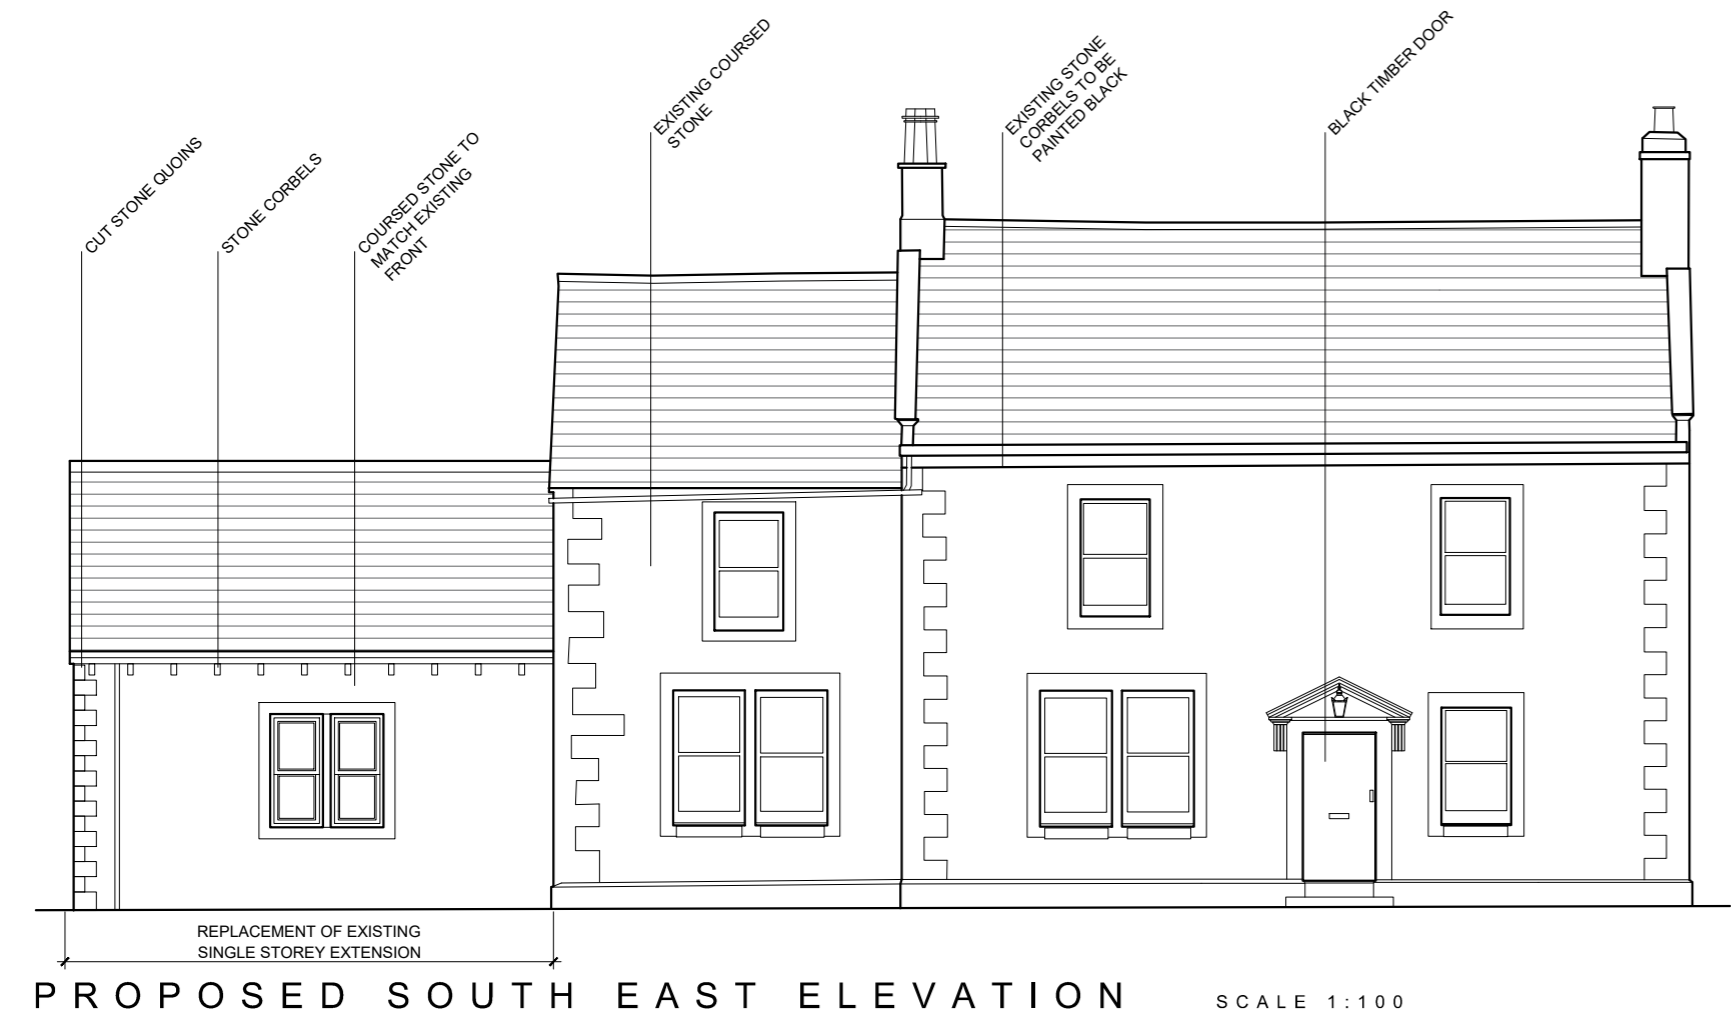 CUT STONE QUOINS
STONE CORBELS
COURSED STONE TO
MATCH EXISTING
FRONT
EXISTING COURSED
STONE
EXISTING STONE
CORBELS TO BE
PAINTED BLACK
BLACK TIMBER DOOR
REPLACEMENT OF EXISTING
SINGLE STOREY EXTENSION
PROPOSED SOUTH EAST ELEVATION SCALE 1:100